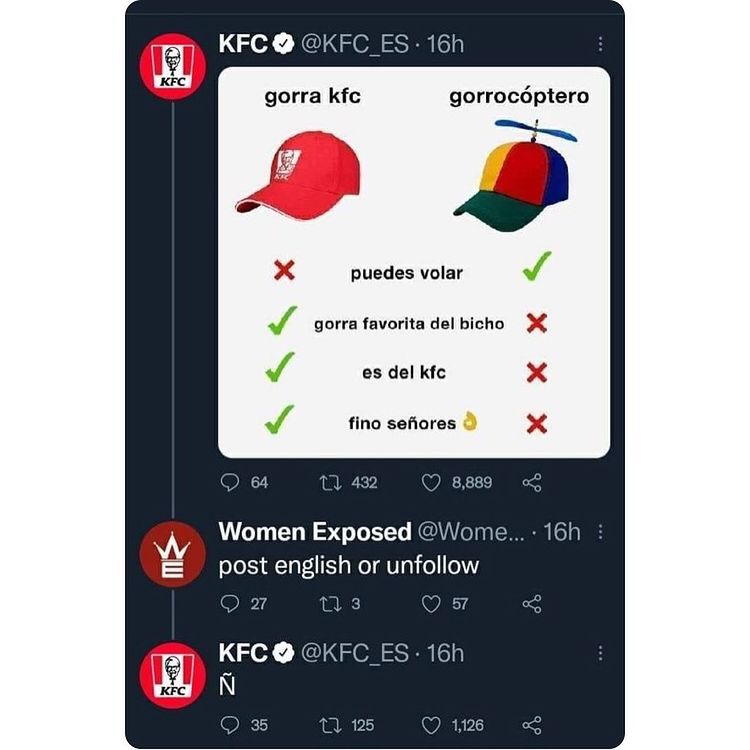 KFC @KFC_ES · 16h
gorra kfc gorrocóptero
KFC
puedes volar
gorra favorita del bicho
es del kfc
fino señores👌
64 432 8,889
Women Exposed @Wome... · 16h
WE
post english or unfollow
27 3 57
KFC @KFC_ES · 16h
KFC
Ñ
35 125 1,126